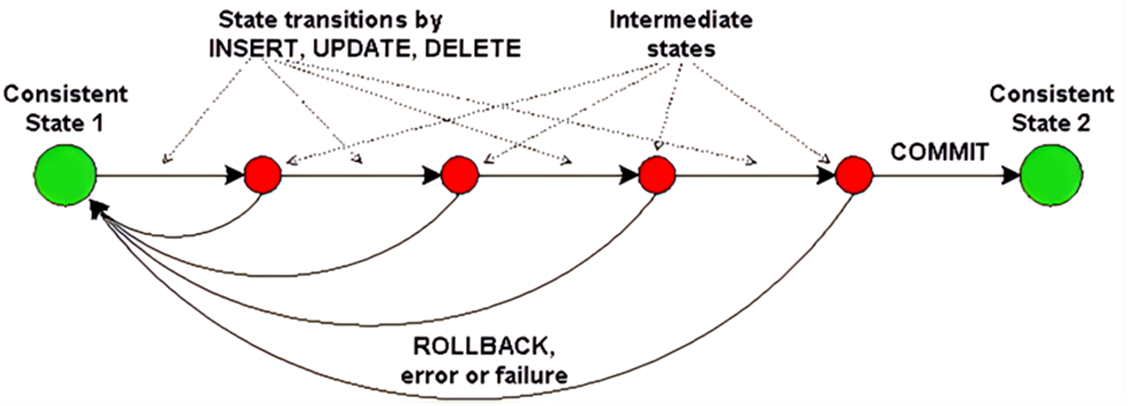 State transitions by
INSERT, UPDATE, DELETE
Intermediate
states
Consistent
State 1
Consistent
State 2
COMMIT
ROLLBACK,
error or failure